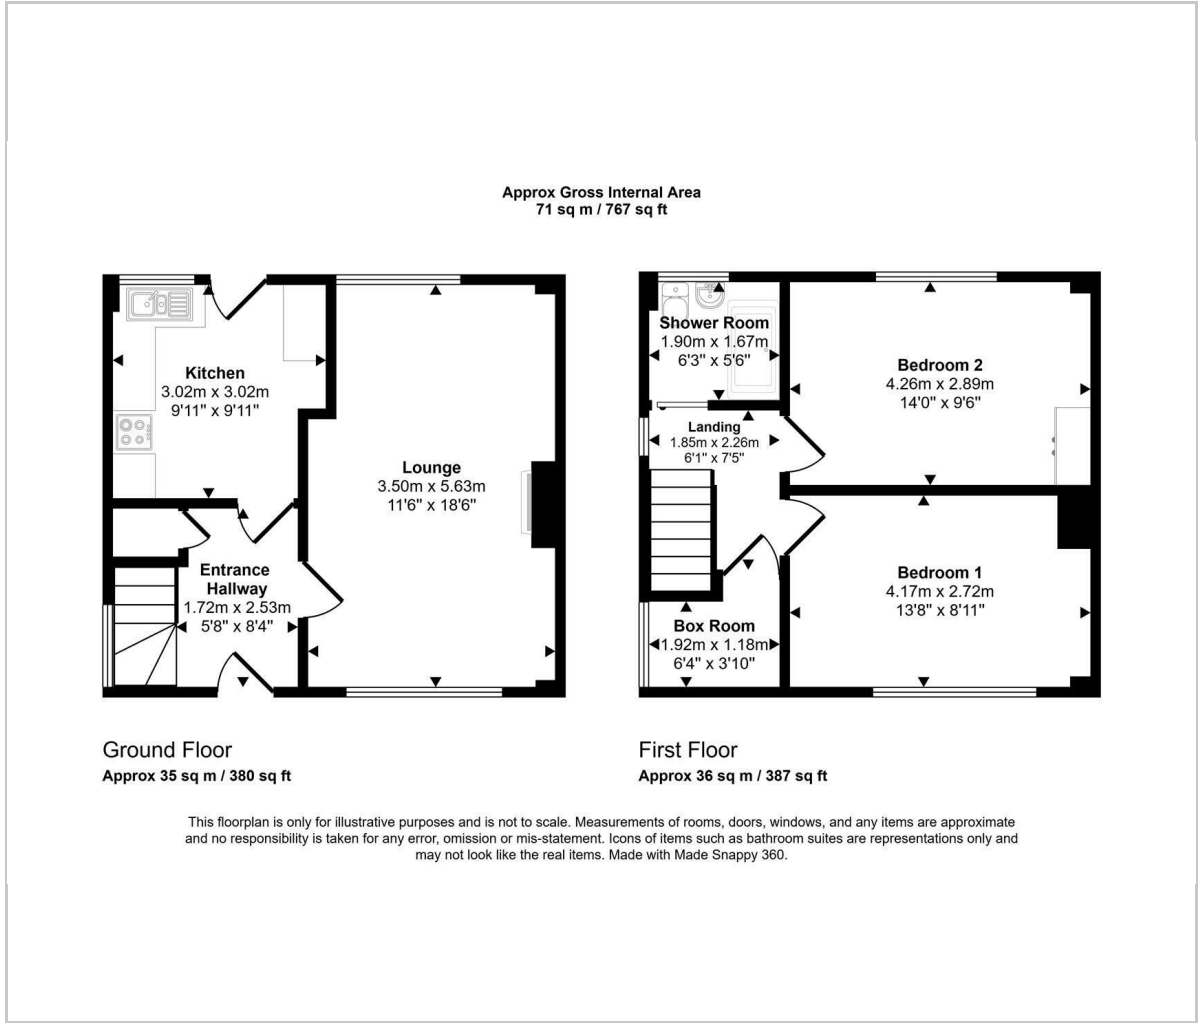 Approx Gross Internal Area
71 sq m / 767 sq ft
Kitchen
3.02m x 3.02m
9'11" x 9'11"
Lounge
3.50m x 5.63m
11'6" x 18'6"
Entrance
Hallway
1.72m x 2.53m
5'8" x 8'4"
Shower Room
1.90m x 1.67m
6'3" x 5'6"
Bedroom 2
4.26m x 2.89m
14'0" x 9'6"
Landing
1.85m x 2.26m
6'1" x 7'5"
Bedroom 1
4.17m x 2.72m
13'8" x 8'11"
Box Room
1.92m x 1.18m
6'4" x 3'10"
Ground Floor
Approx 35 sq m / 380 sq ft
First Floor
Approx 36 sq m / 387 sq ft
This floorplan is only for illustrative purposes and is not to scale. Measurements of rooms, doors, windows, and any items are approximate
and no responsibility is taken for any error, omission or mis-statement. Icons of items such as bathroom suites are representations only and
may not look like the real items. Made with Made Snappy 360.